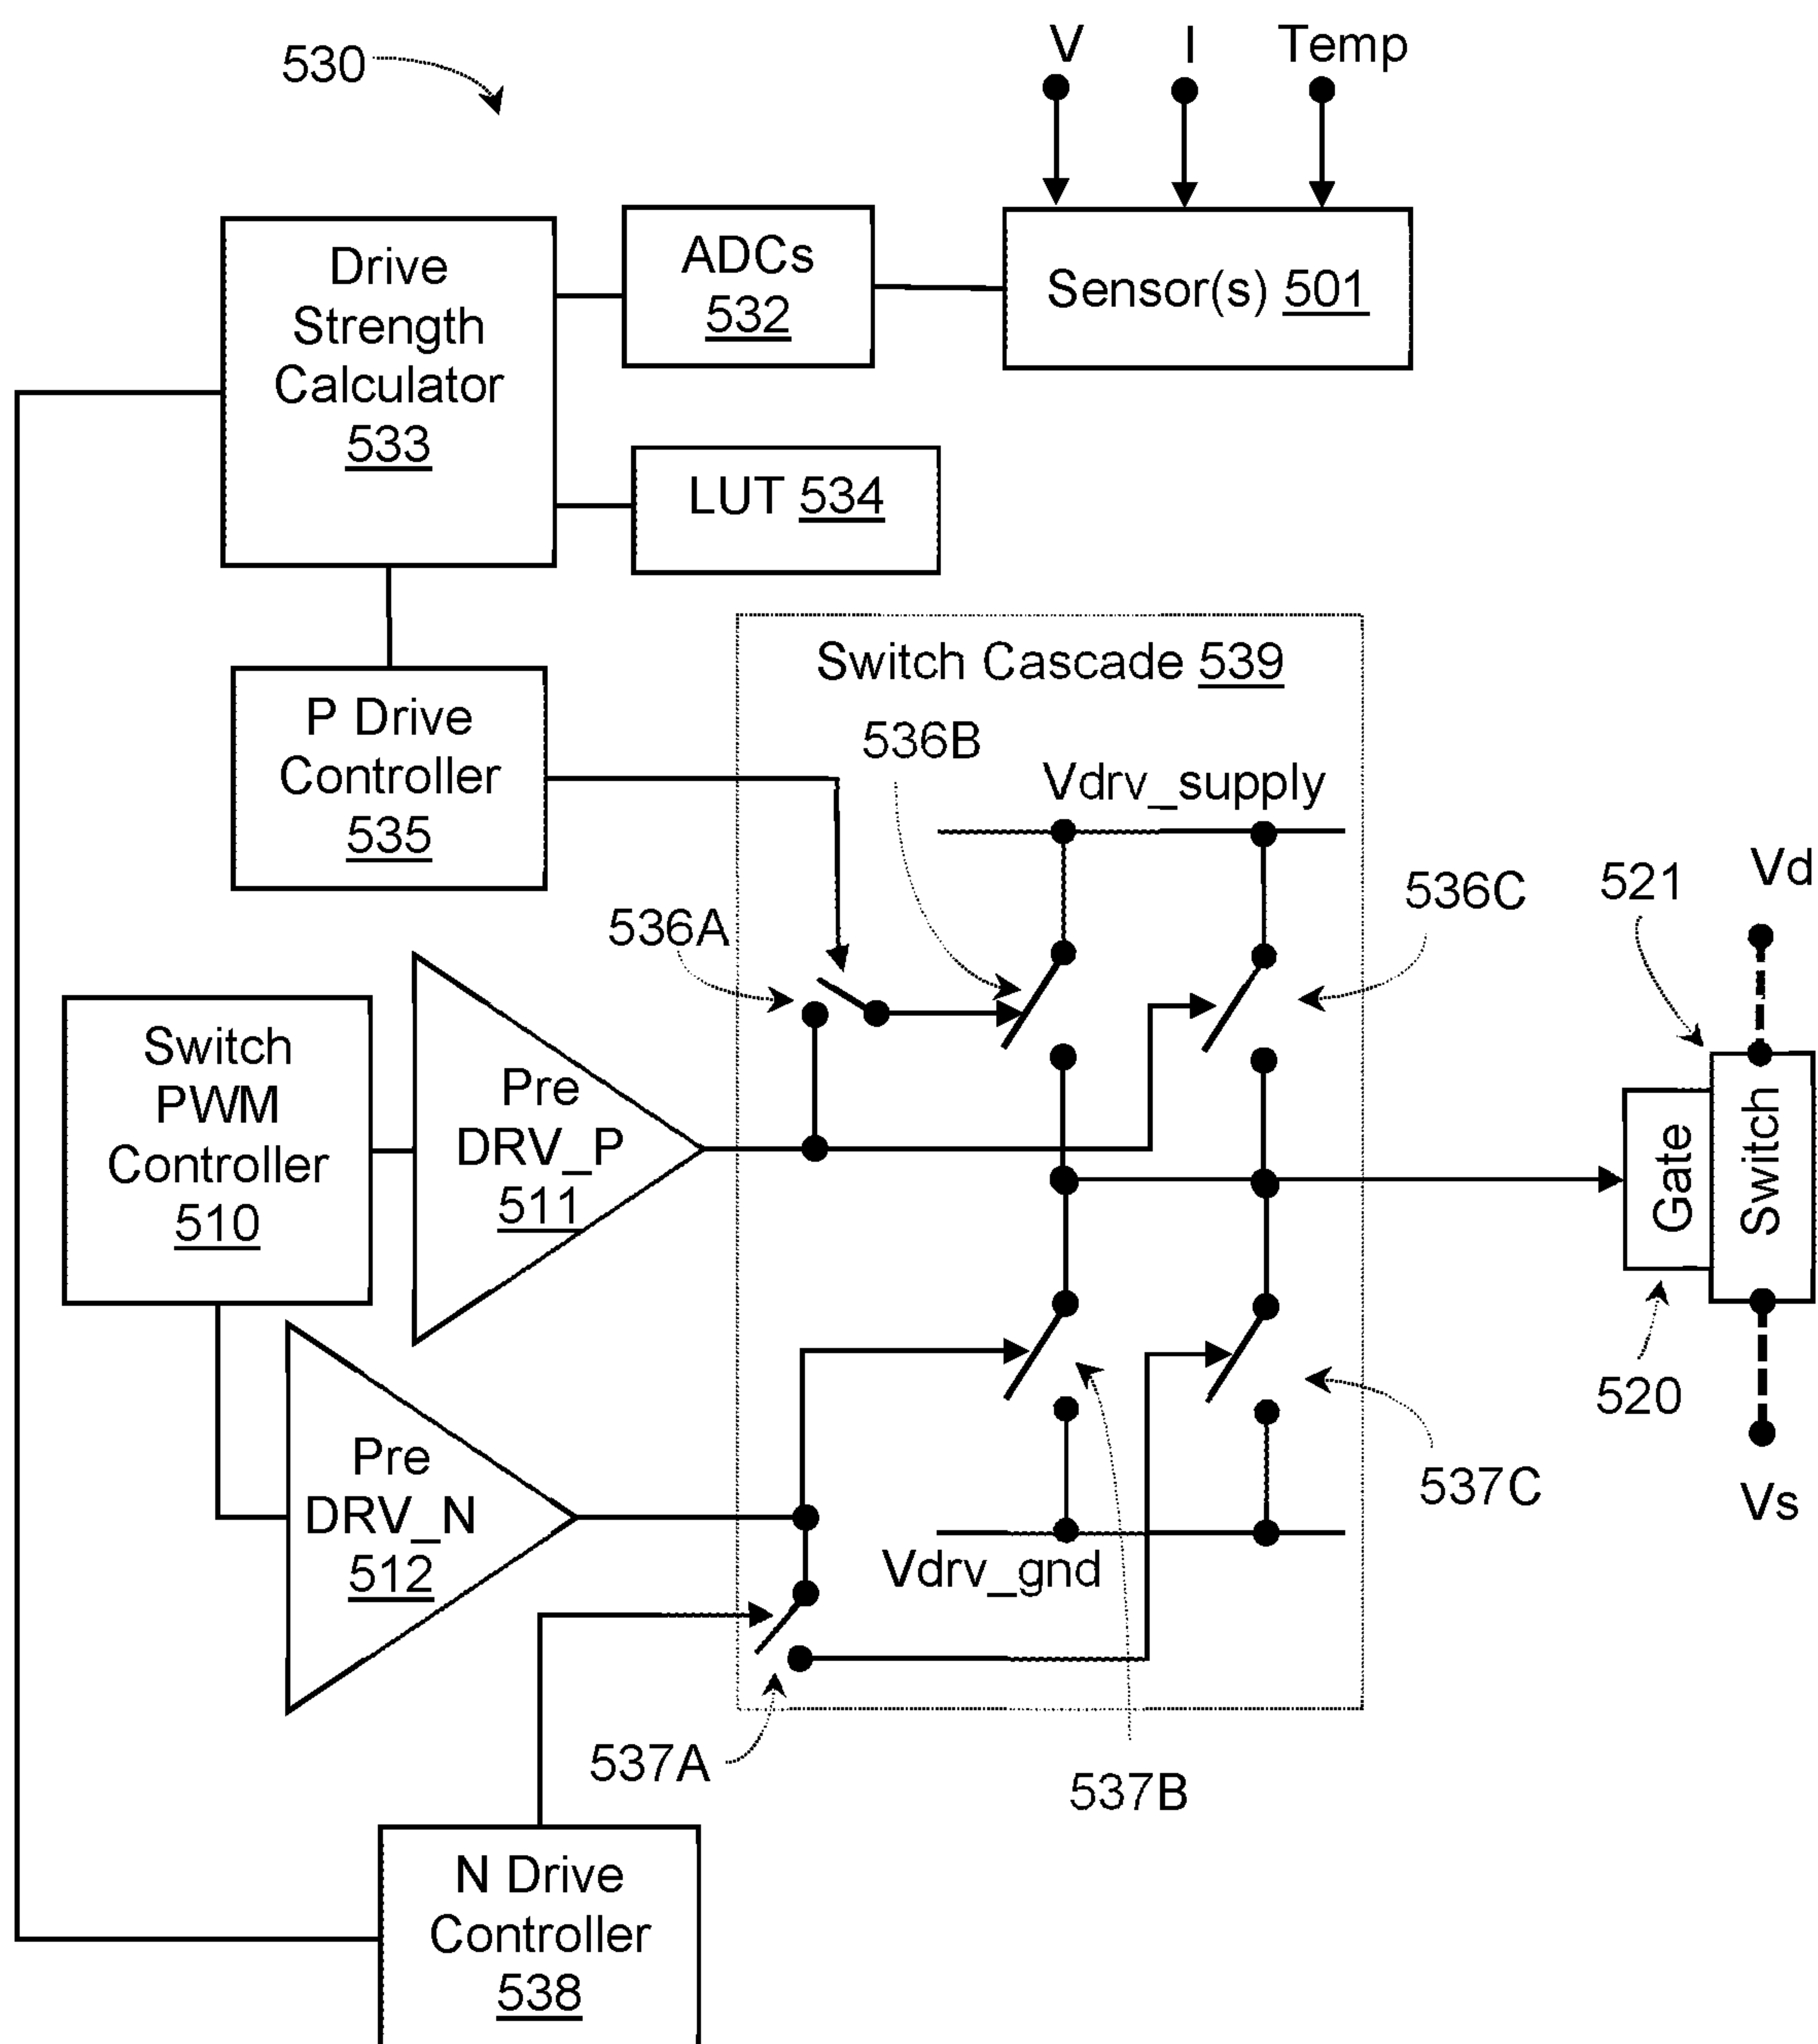 530
V
I
Temp
Drive
Strength
Calculator
533
ADCs
532
Sensor(s) 501
LUT 534
P Drive
Controller
535
Switch Cascade 539
536B
Vdrv_supply
536A
536C
521
Vd
Switch
PWM
Controller
510
Pre
DRV_P
511
Gate
Switch
520
Vs
Pre
DRV_N
512
537C
Vdrv_gnd
537A
537B
N Drive
Controller
538